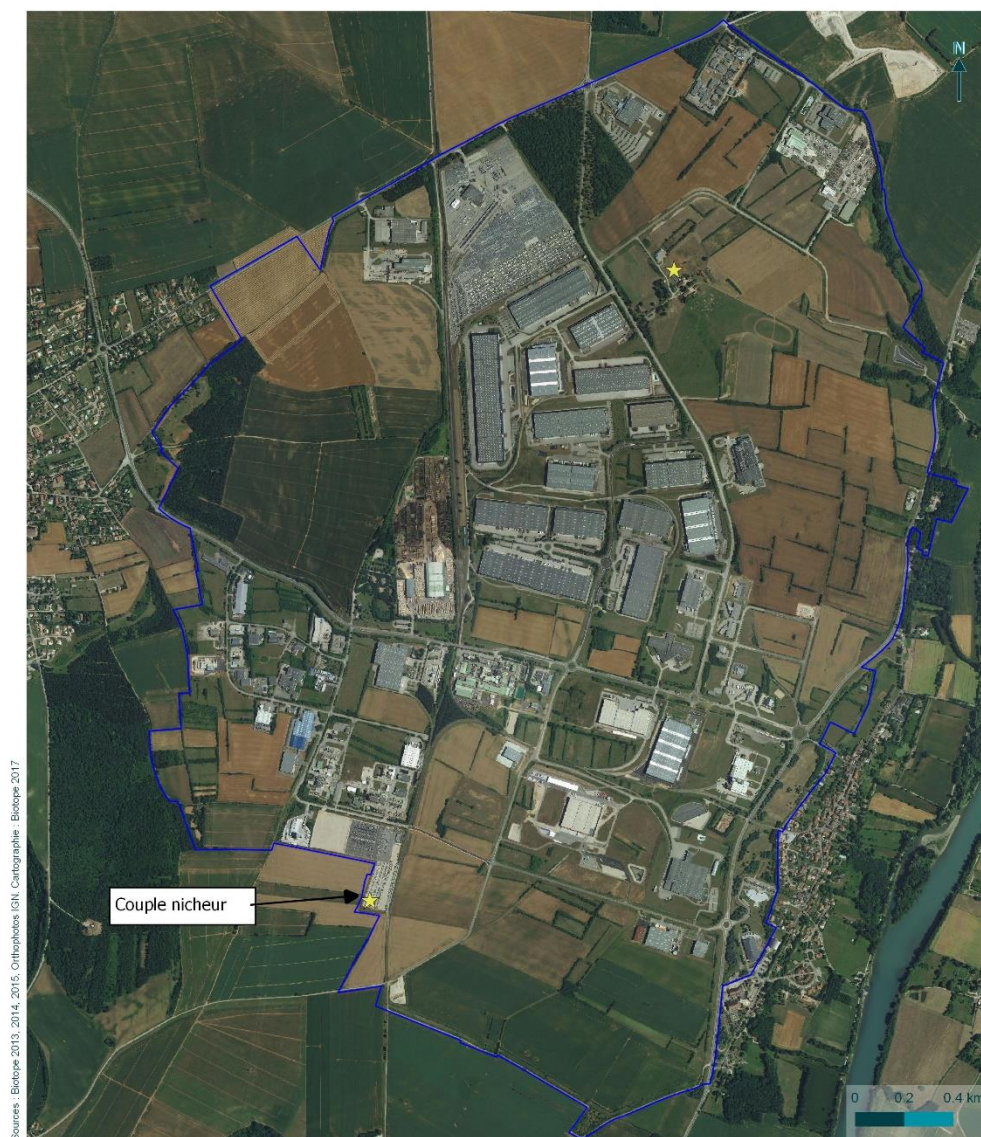 N
Couple nicheur
0 0.2 0.4 km
Sources : Biotope 2013, 2014, 2015, Orthophotos IGN. Cartographie : Biotope 2017